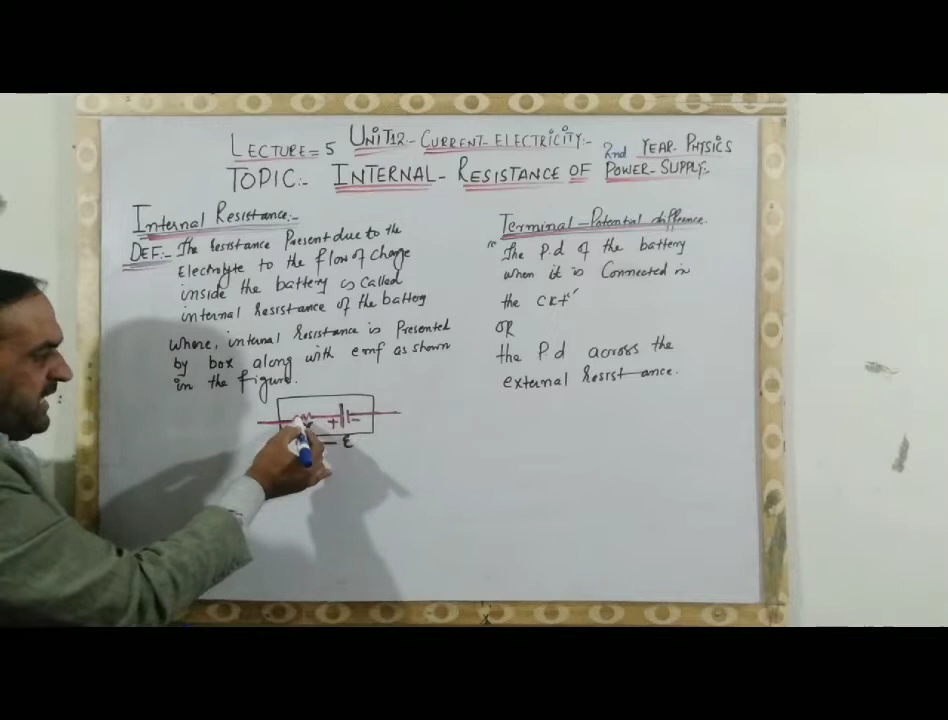 LECTURE=5 UNIT12:- CURRENT-ELECTRICITY:- 2nd YEAR PHYSICS
TOPIC:- INTERNAL-RESISTANCE OF POWER-SUPPLY:-
Internal Resistance:-
DEF:- The resistance Present due to the
Electrolyte to the flow of charge
inside the battery is called
internal resistance of the battery
where, internal resistance is Presented
by box along with emf as shown
in the figure.
+ -
ε
Terminal-Potential difference.
"The P.d of the battery
when it is Connected in
the ckt"
OR
the Pd across the
external Resistance.